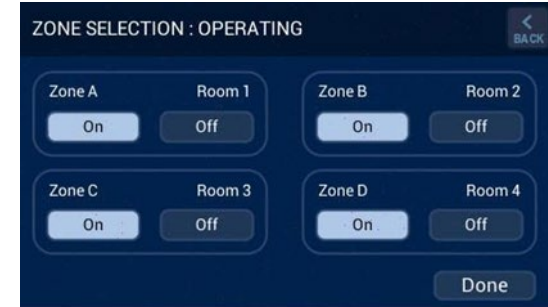 ZONE SELECTION : OPERATING
BACK
Zone A Room 1
On Off
Zone B Room 2
On Off
Zone C Room 3
On Off
Zone D Room 4
On Off
Done